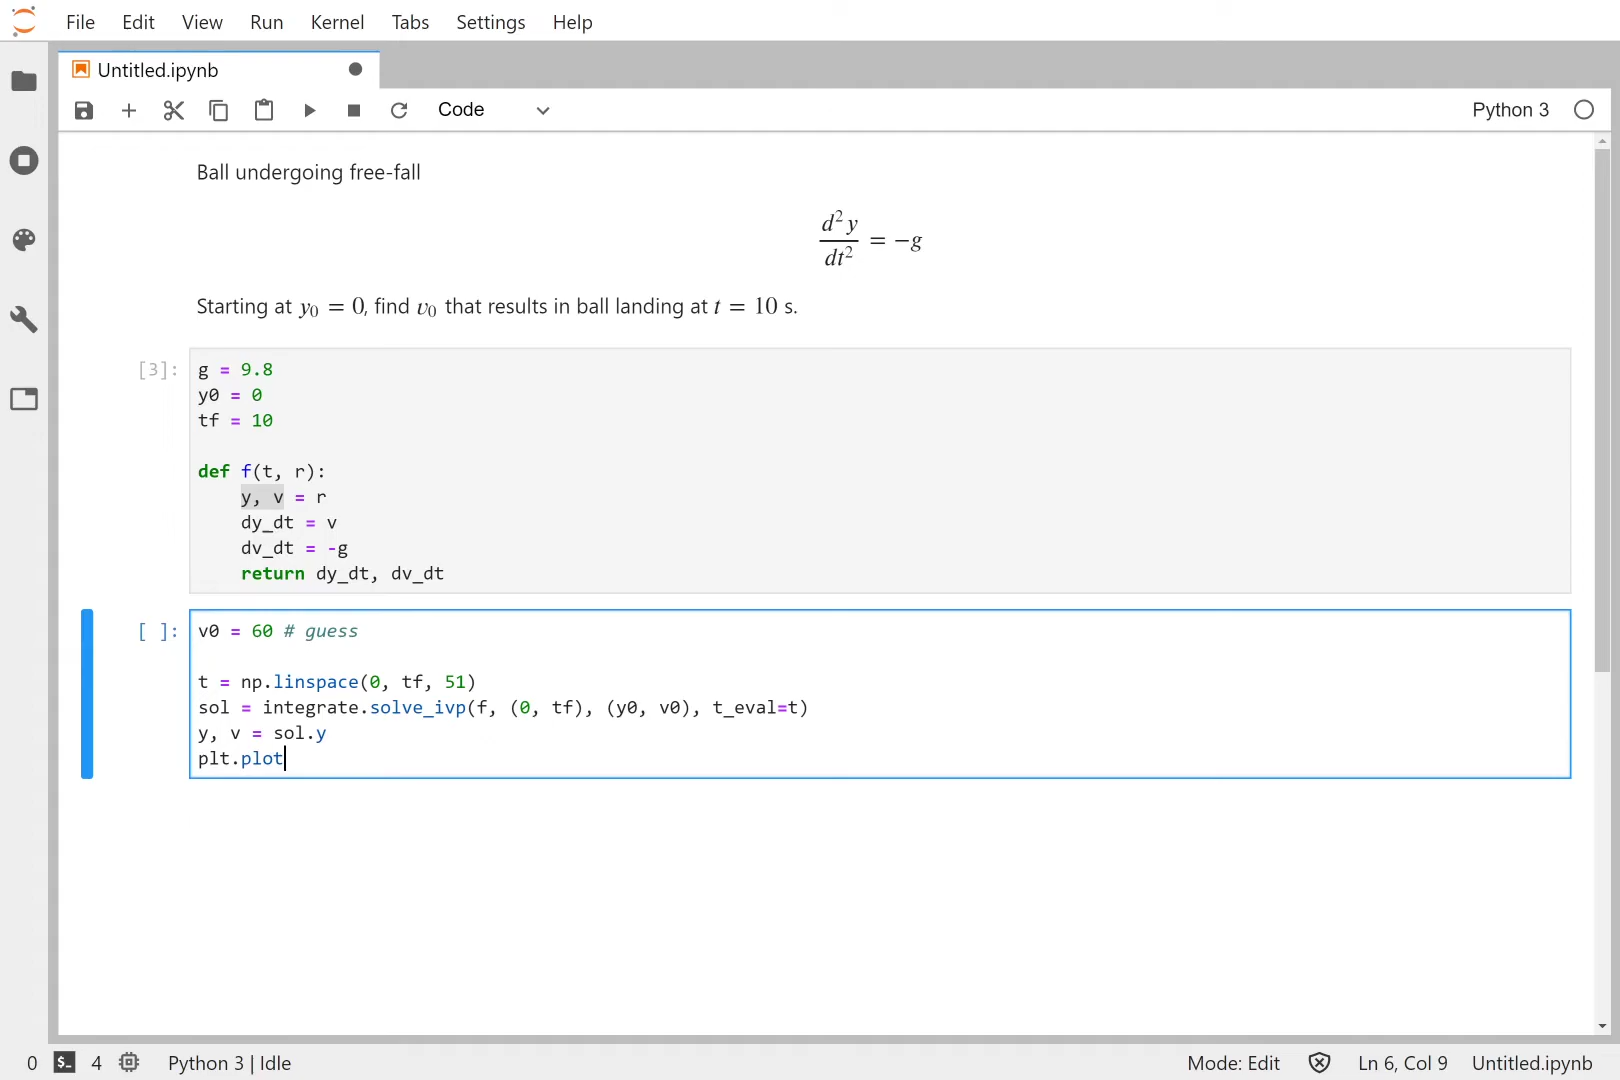 File Edit View Run Kernel Tabs Settings Help
Untitled.ipynb
Code
Python 3
Ball undergoing free-fall
d²y/dt² = −g
Starting at y₀ = 0, find v₀ that results in ball landing at t = 10 s.
[3]:
g = 9.8
y0 = 0
tf = 10
def f(t, r):
    y, v = r
    dy_dt = v
    dv_dt = -g
    return dy_dt, dv_dt
[ ]:
v0 = 60 # guess
t = np.linspace(0, tf, 51)
sol = integrate.solve_ivp(f, (0, tf), (y0, v0), t_eval=t)
y, v = sol.y
plt.plot
0 $_ 4 Python 3 | Idle Mode: Edit Ln 6, Col 9 Untitled.ipynb